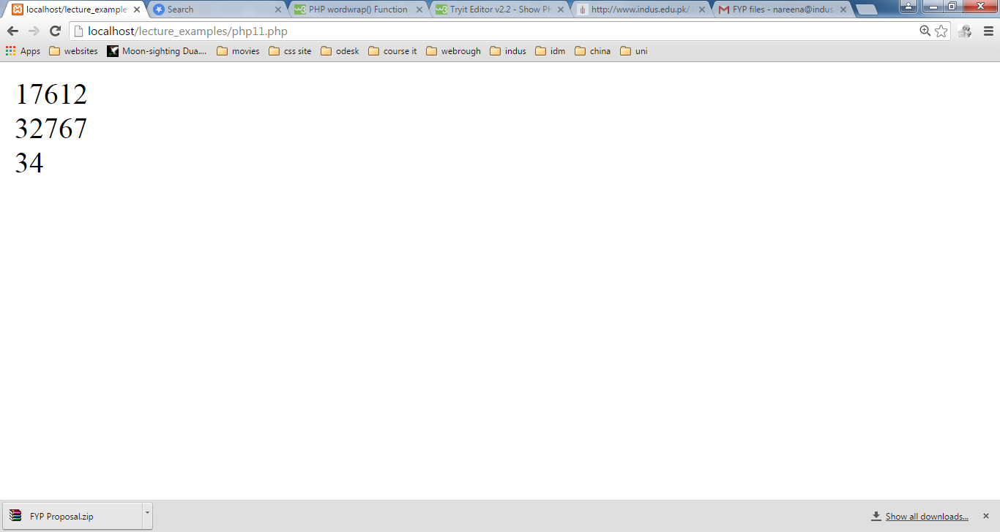 localhost/lecture_example
Search
PHP wordwrap() Function
Tryit Editor v2.2 - Show PH
http://www.indus.edu.pk/
FYP files - nareena@indus.
localhost/lecture_examples/php11.php
Apps
websites
Moon-sighting Dua....
movies
css site
odesk
course it
webrough
indus
idm
china
uni
17612
32767
34
FYP Proposal.zip
Show all downloads...